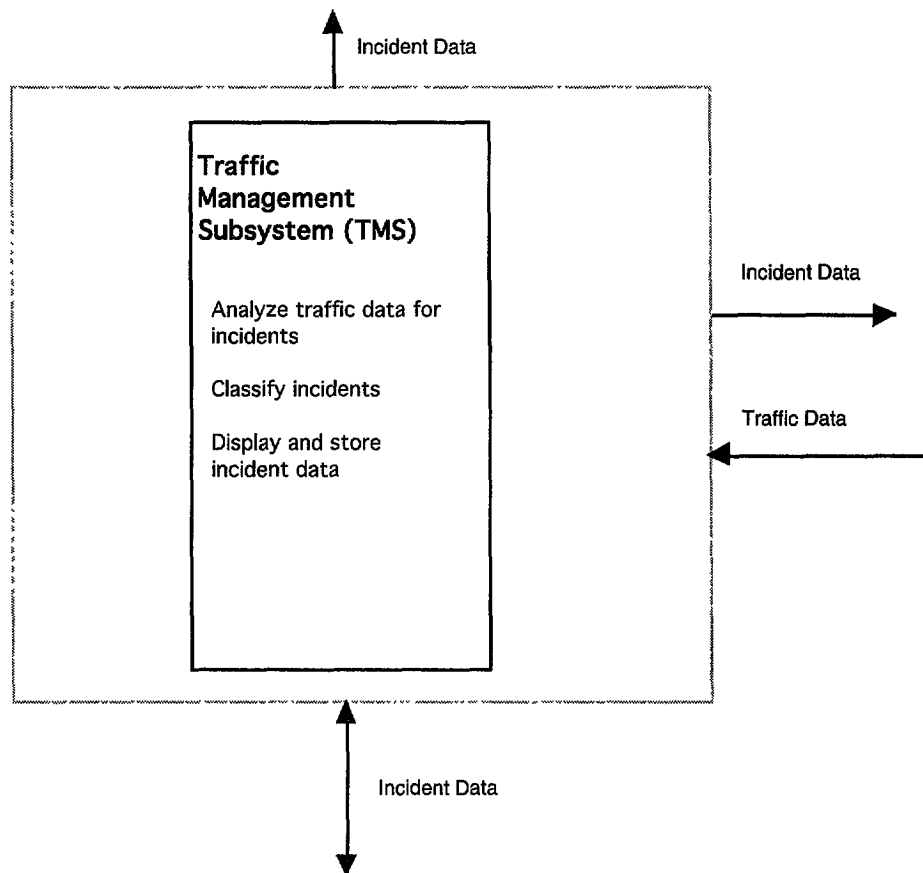 Incident Data
Traffic
Management
Subsystem (TMS)
Analyze traffic data for
incidents
Classify incidents
Display and store
incident data
Incident Data
Traffic Data
Incident Data